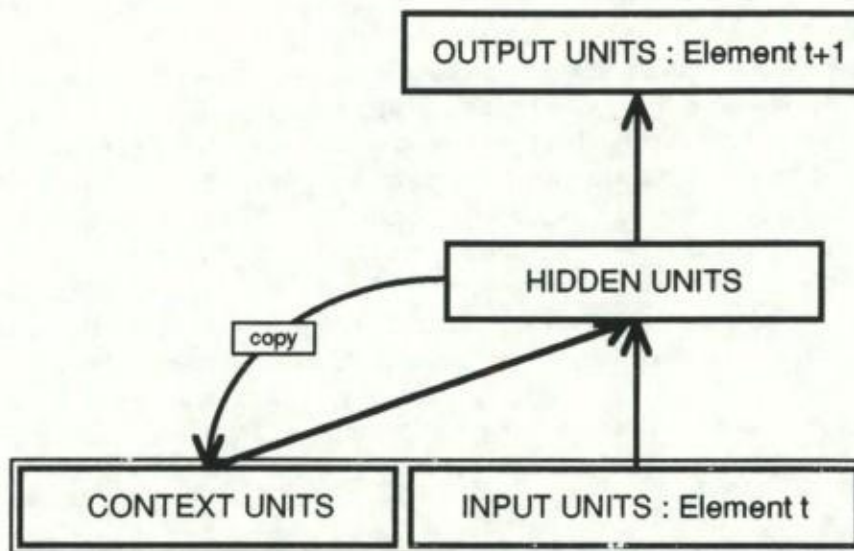 OUTPUT UNITS : Element t+1
HIDDEN UNITS
copy
CONTEXT UNITS
INPUT UNITS : Element t